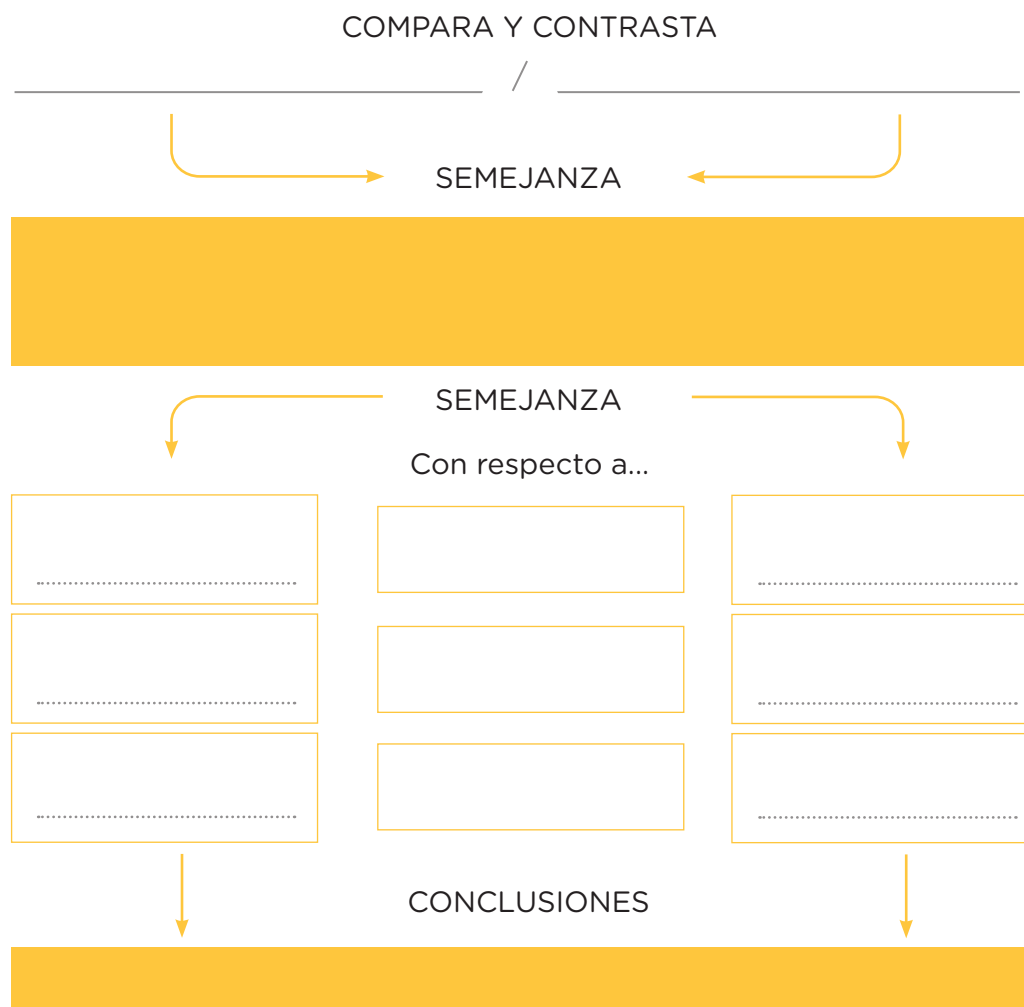 COMPARA Y CONTRASTA
/
SEMEJANZA
SEMEJANZA
Con respecto a...
CONCLUSIONES